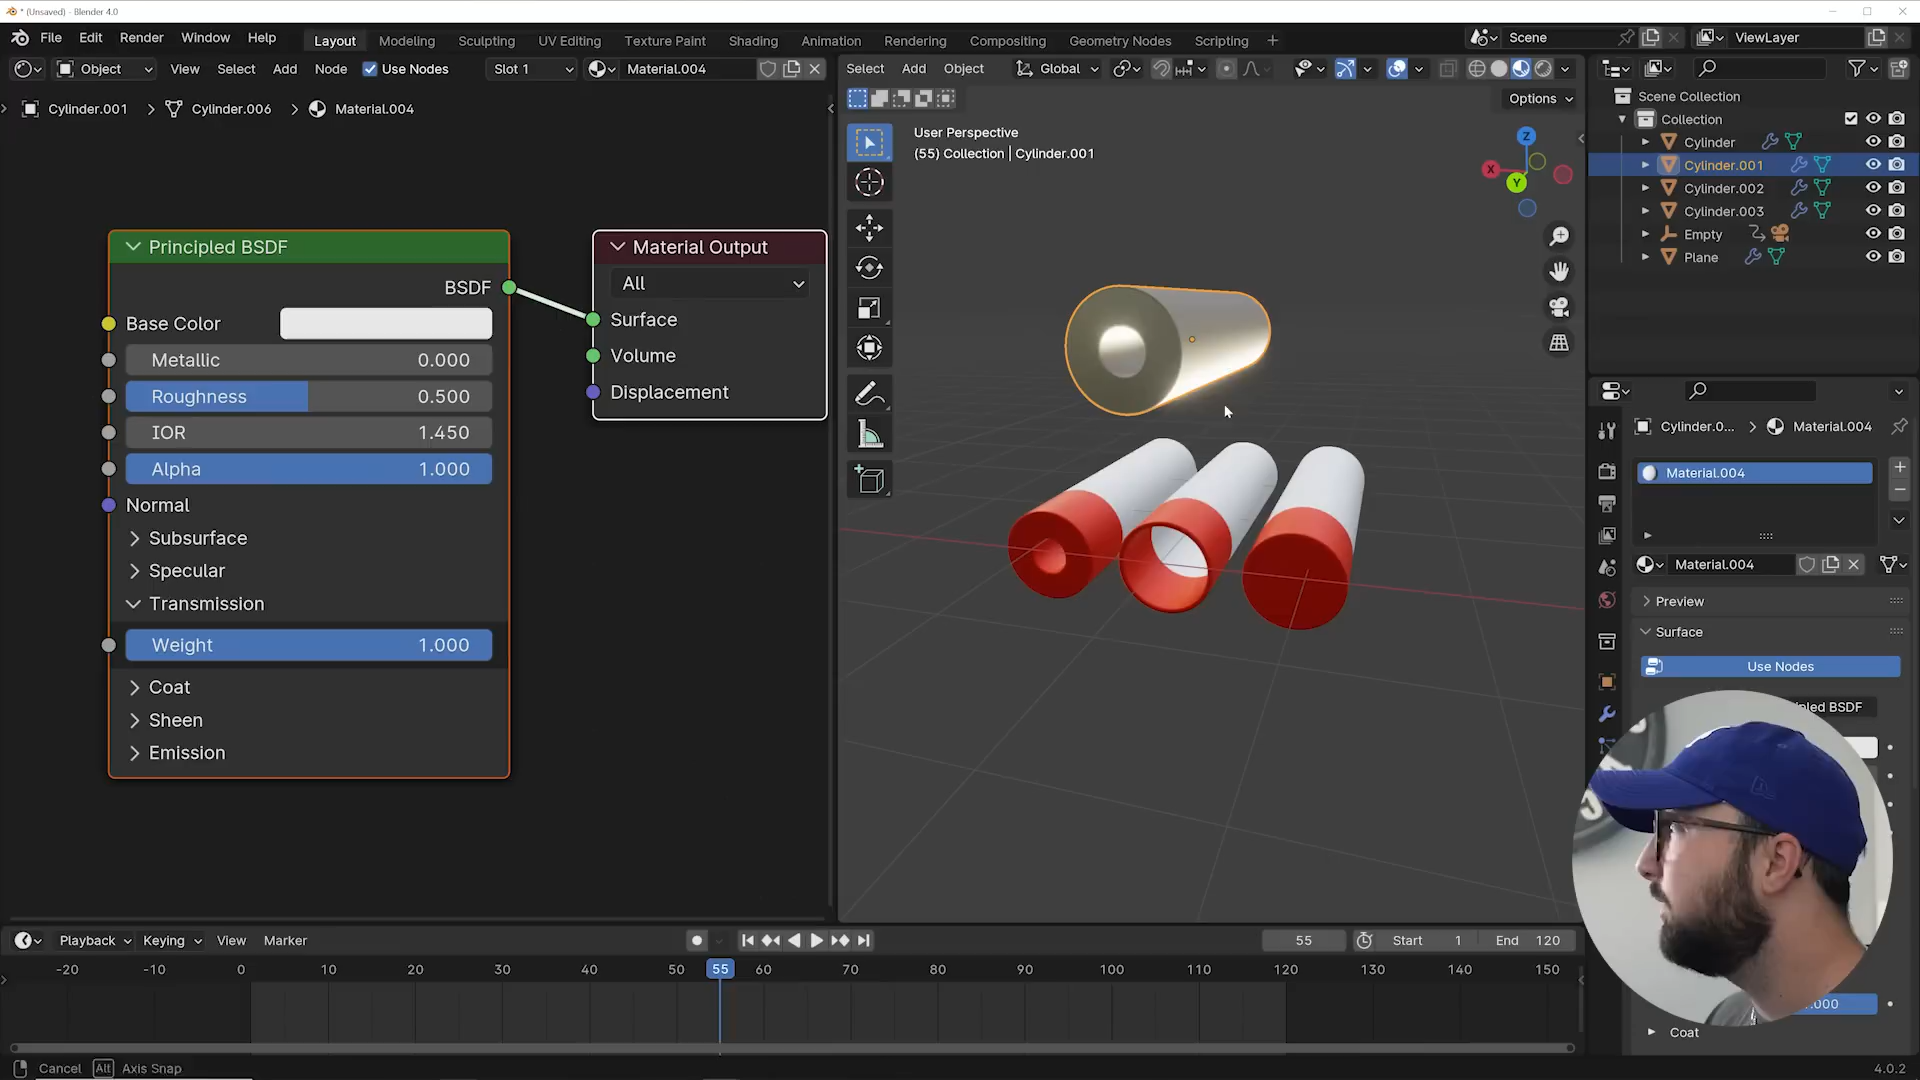 * (Unsaved) - Blender 4.0
File Edit Render Window Help Layout Modeling Sculpting UV Editing Texture Paint Shading Animation Rendering Compositing Geometry Nodes Scripting + Scene ViewLayer
Object View Select Add Node Use Nodes Slot 1 Material.004
Cylinder.001 > Cylinder.006 > Material.004
Principled BSDF
BSDF
Base Color
Metallic 0.000
Roughness 0.500
IOR 1.450
Alpha 1.000
Normal
Subsurface
Specular
Transmission
Weight 1.000
Coat
Sheen
Emission
Material Output
All
Surface
Volume
Displacement
Select Add Object Global
Options
User Perspective
(55) Collection | Cylinder.001
Z
X
Y
Scene Collection
Collection
Cylinder
Cylinder.001
Cylinder.002
Cylinder.003
Empty
Plane
Cylinder.0... > Material.004
Material.004
Material.004
Preview
Surface
Use Nodes
ipled BSDF
.000
Coat
Playback Keying View Marker 55 Start 1 End 120
-20 -10 0 10 20 30 40 50 55 60 70 80 90 100 110 120 130 140 150
Cancel Alt Axis Snap 4.0.2